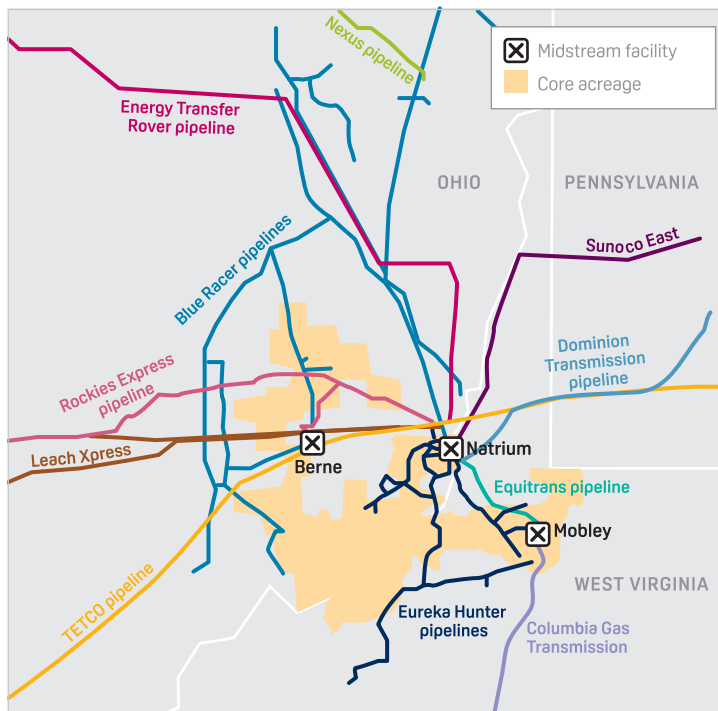 Nexus pipeline
Midstream facility
Core acreage
Energy Transfer
Rover pipeline
OHIO
PENNSYLVANIA
Blue Racer pipelines
Sunoco East
Dominion
Transmission
pipeline
Rockies Express
pipeline
Leach Xpress
Berne
Natrium
Equitrans pipeline
Mobley
TETCO pipeline
WEST VIRGINIA
Eureka Hunter
pipelines
Columbia Gas
Transmission